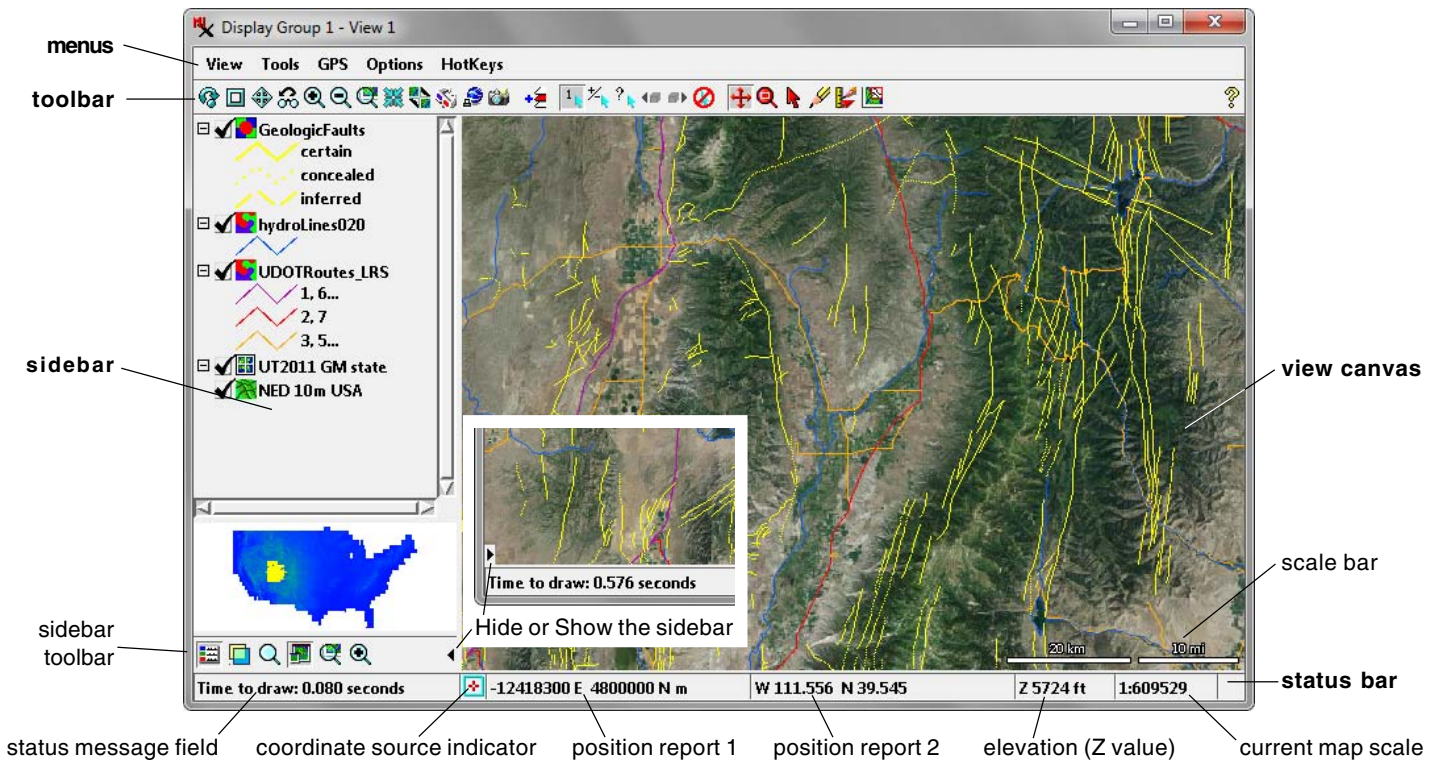 Display Group 1 - View 1
menus
View Tools GPS Options HotKeys
toolbar
GeologicFaults
certain
concealed
inferred
hydroLines020
UDOTRoutes_LRS
1, 6...
2, 7
3, 5...
sidebar
UT2011 GM state
view canvas
NED 10m USA
Time to draw: 0.576 seconds
scale bar
Hide or Show the sidebar
sidebar
toolbar
20 km
10 mi
Time to draw: 0.080 seconds
-12418300 E 4800000 N m
W 111.556 N 39.545
Z 5724 ft
1:609529
status bar
status message field
coordinate source indicator
position report 1
position report 2
elevation (Z value)
current map scale